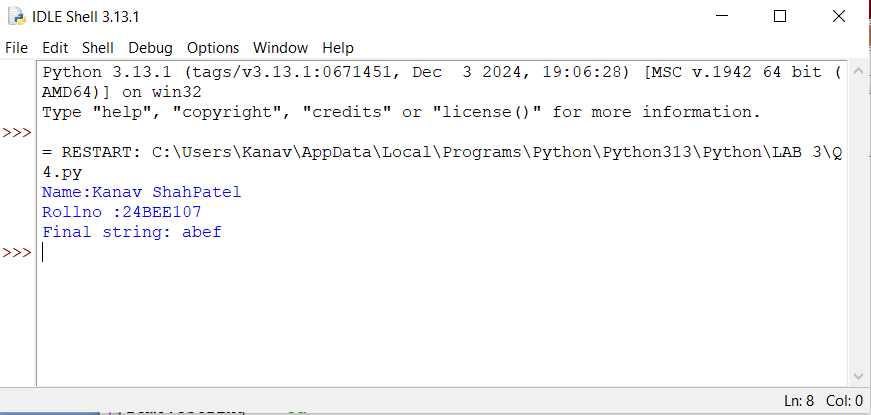 IDLE Shell 3.13.1
File Edit Shell Debug Options Window Help
Python 3.13.1 (tags/v3.13.1:0671451, Dec  3 2024, 19:06:28) [MSC v.1942 64 bit (
AMD64)] on win32
Type "help", "copyright", "credits" or "license()" for more information.
>>>
= RESTART: C:\Users\Kanav\AppData\Local\Programs\Python\Python313\Python\LAB 3\Q
4.py
Name:Kanav ShahPatel
Rollno :24BEE107
Final string: abef
>>>
Ln: 8 Col: 0